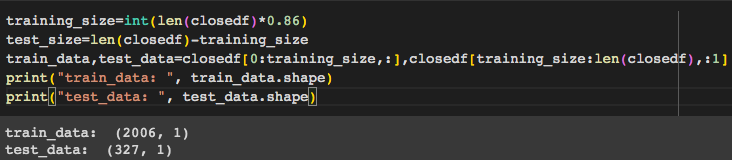 training_size=int(len(closedf)*0.86)
test_size=len(closedf)-training_size
train_data,test_data=closedf[0:training_size,:],closedf[training_size:len(closedf),:1]
print("train_data: ", train_data.shape)
print("test_data: ", test_data.shape)
train_data:  (2006, 1)
test_data:  (327, 1)